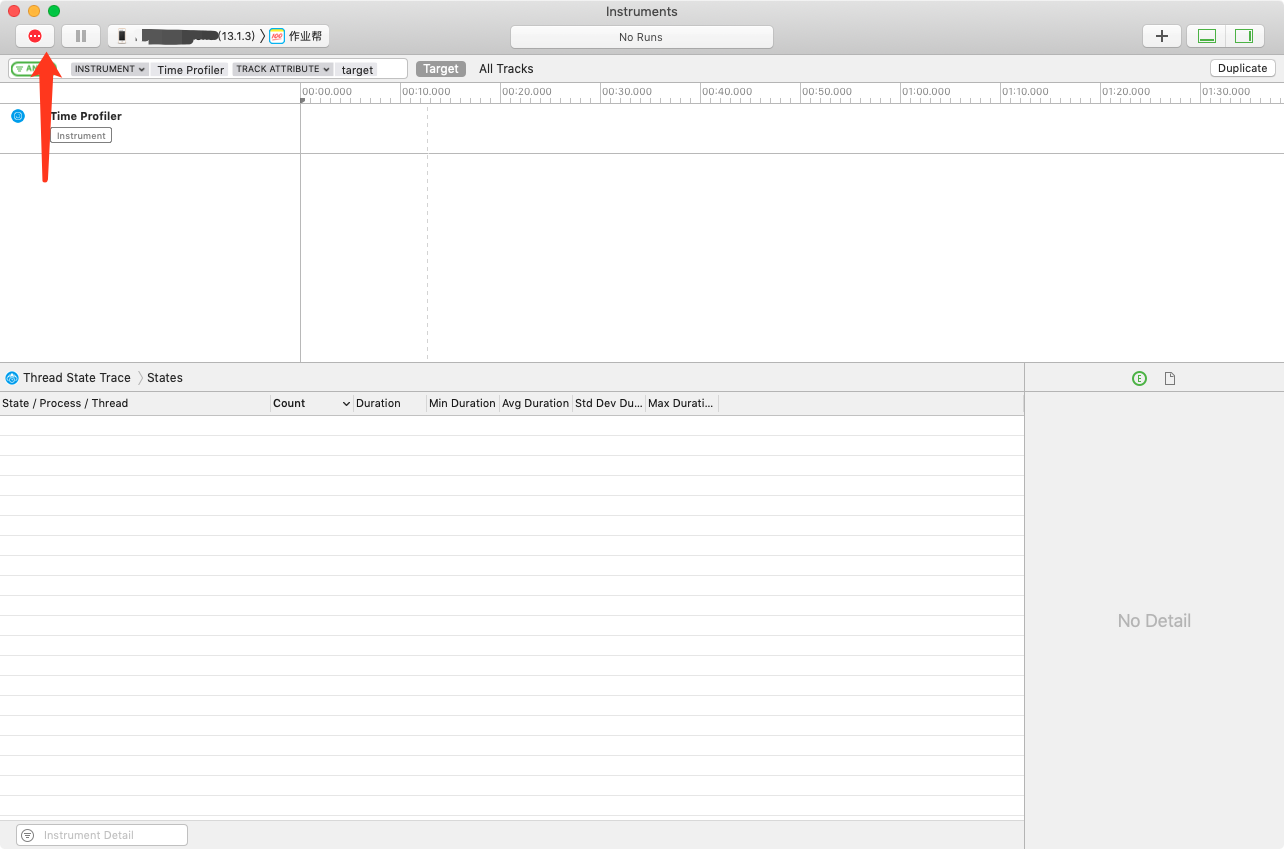 Instruments
(13.1.3) 〉 作业帮
No Runs
INSTRUMENT Time Profiler TRACK ATTRIBUTE target
Target All Tracks
Duplicate
00:00.000 00:10.000 00:20.000 00:30.000 00:40.000 00:50.000 01:00.000 01:10.000 01:20.000 01:30.000
Time Profiler
Instrument
Thread State Trace 〉 States
State / Process / Thread Count Duration Min Duration Avg Duration Std Dev Du... Max Durati...
No Detail
Instrument Detail